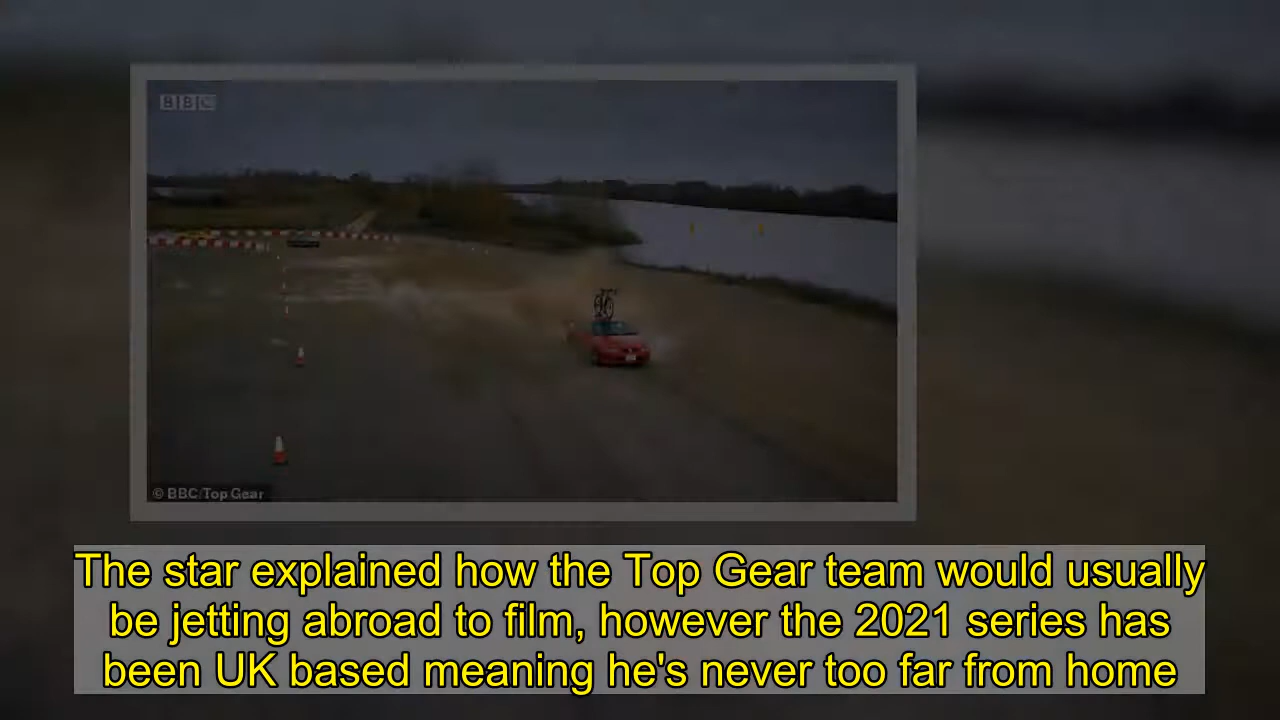 BBC
© BBC/Top Gear
The star explained how the Top Gear team would usually
be jetting abroad to film, however the 2021 series has
been UK based meaning he's never too far from home